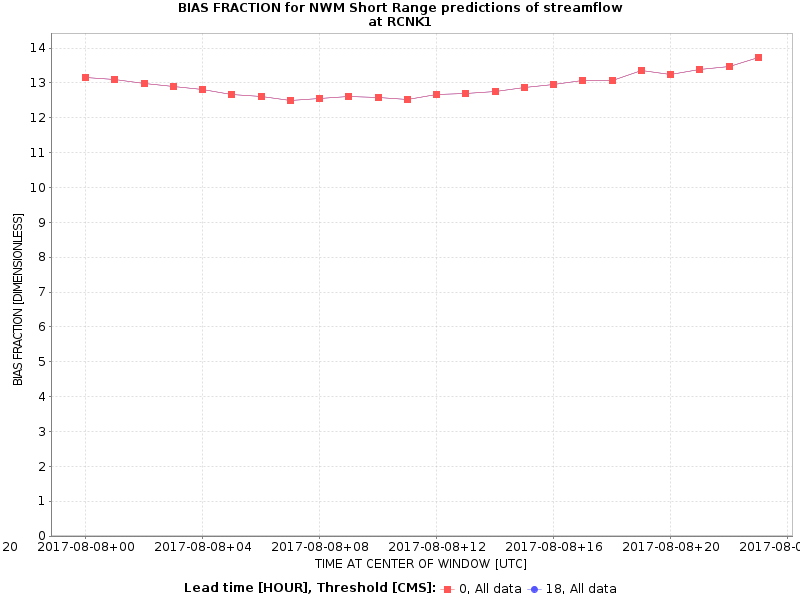 BIAS FRACTION for NWM Short Range predictions of streamflow
at RCNK1
14
13
12
11
10
9
8
7
6
5
4
3
2
1
0
BIAS FRACTION [DIMENSIONLESS]
20 2017-08-08+00 2017-08-08+04 2017-08-08+08 2017-08-08+12 2017-08-08+16 2017-08-08+20 2017-08-0
TIME AT CENTER OF WINDOW [UTC]
Lead time [HOUR], Threshold [CMS]: 0, All data 18, All data